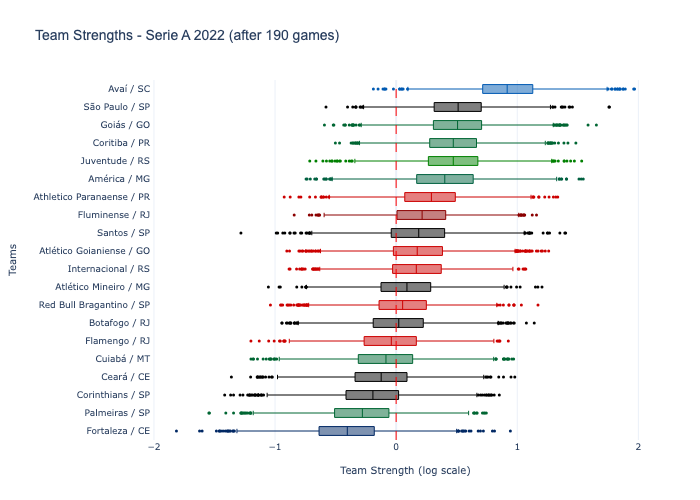 Team Strengths - Serie A 2022 (after 190 games)
Avaí / SC
São Paulo / SP
Goiás / GO
Coritiba / PR
Juventude / RS
América / MG
Athletico Paranaense / PR
Fluminense / RJ
Santos / SP
Atlético Goianiense / GO
Internacional / RS
Atlético Mineiro / MG
Red Bull Bragantino / SP
Botafogo / RJ
Flamengo / RJ
Cuiabá / MT
Ceará / CE
Corinthians / SP
Palmeiras / SP
Fortaleza / CE
Teams
−2 −1 0 1 2
Team Strength (log scale)